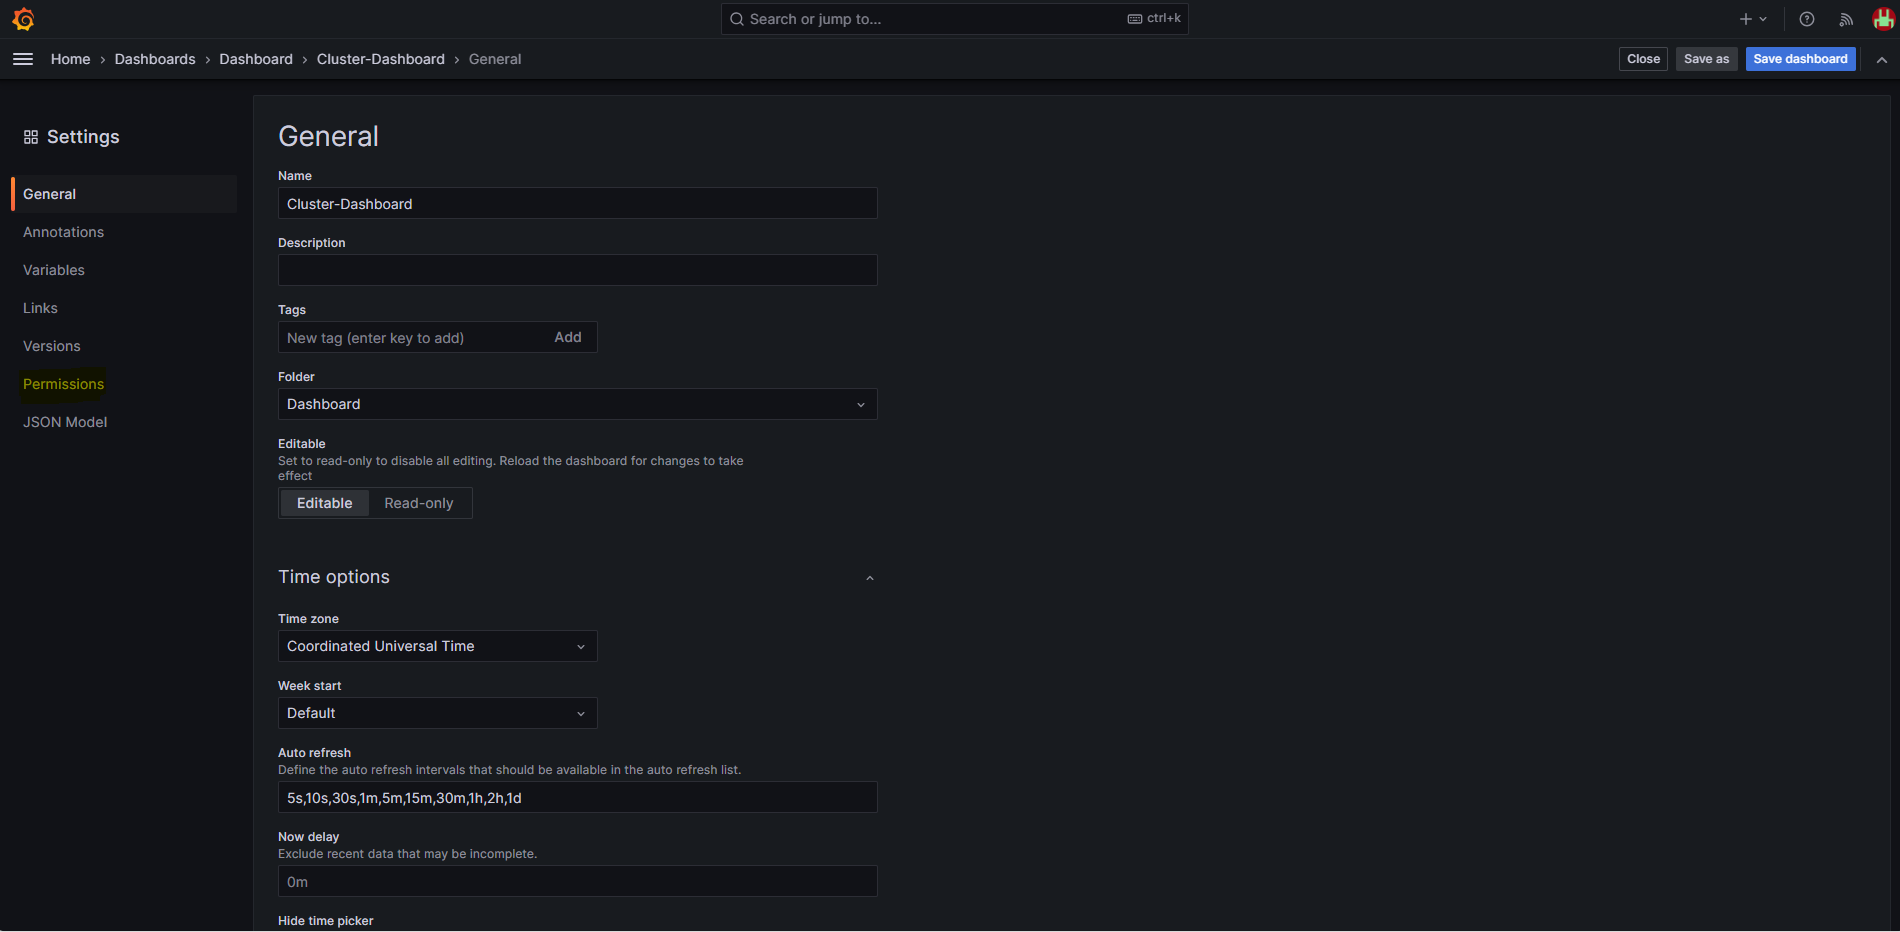 Search or jump to...
ctrl+k
Home › Dashboards › Dashboard › Cluster-Dashboard › General
Close
Save as
Save dashboard
Settings
General
Annotations
Variables
Links
Versions
Permissions
JSON Model
General
Name
Cluster-Dashboard
Description
Tags
New tag (enter key to add)
Add
Folder
Dashboard
Editable
Set to read-only to disable all editing. Reload the dashboard for changes to take
effect
Editable
Read-only
Time options
Time zone
Coordinated Universal Time
Week start
Default
Auto refresh
Define the auto refresh intervals that should be available in the auto refresh list.
5s,10s,30s,1m,5m,15m,30m,1h,2h,1d
Now delay
Exclude recent data that may be incomplete.
0m
Hide time picker